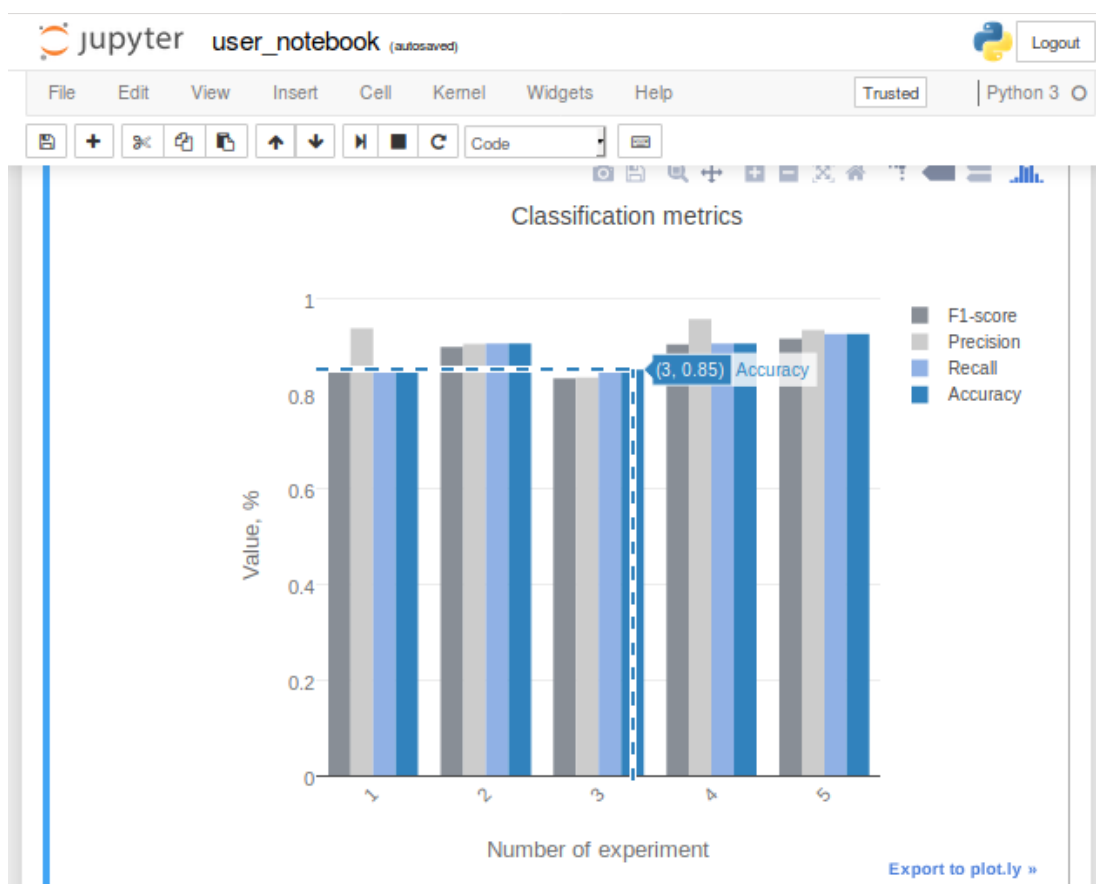 jupyter user_notebook (autosaved) Logout
File Edit View Insert Cell Kernel Widgets Help Trusted Python 3
Code
Classification metrics
1
0.8
0.6
0.4
0.2
0
Value, %
(3, 0.85) Accuracy
F1-score
Precision
Recall
Accuracy
1 2 3 4 5
Number of experiment
Export to plot.ly »